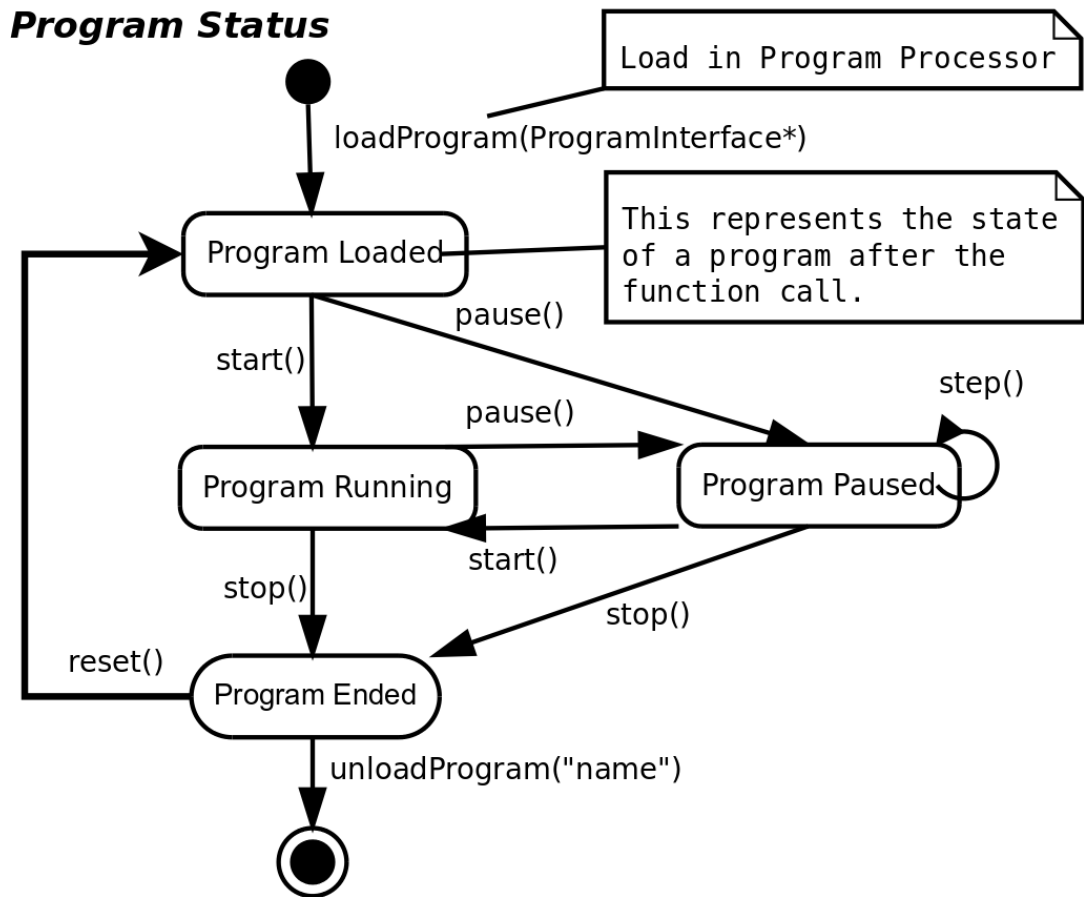 Program Status
Load in Program Processor
loadProgram(ProgramInterface*)
This represents the state
of a program after the
function call.
Program Loaded
pause()
start()
step()
pause()
Program Running
Program Paused
start()
stop()
stop()
reset()
Program Ended
unloadProgram("name")